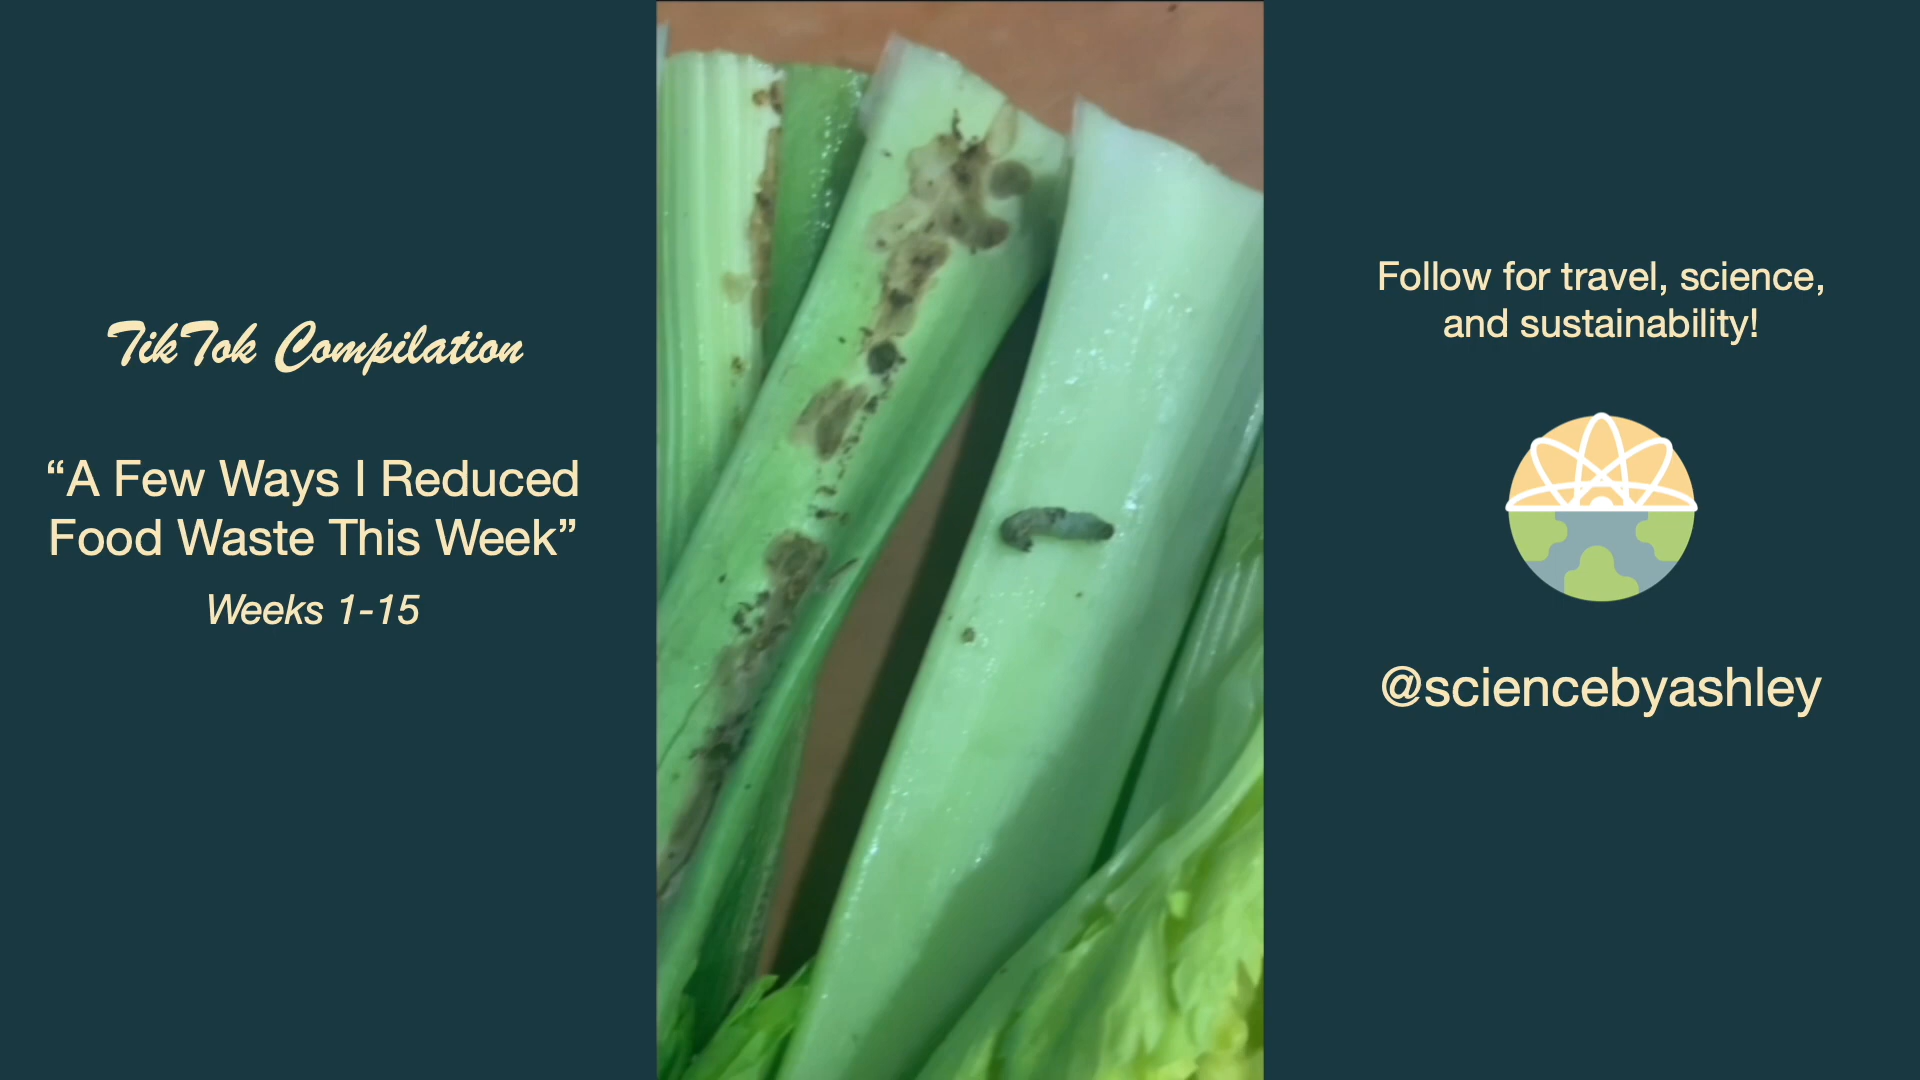 TikTok Compilation
“A Few Ways I Reduced
Food Waste This Week”
Weeks 1-15
Follow for travel, science,
and sustainability!
@sciencebyashley